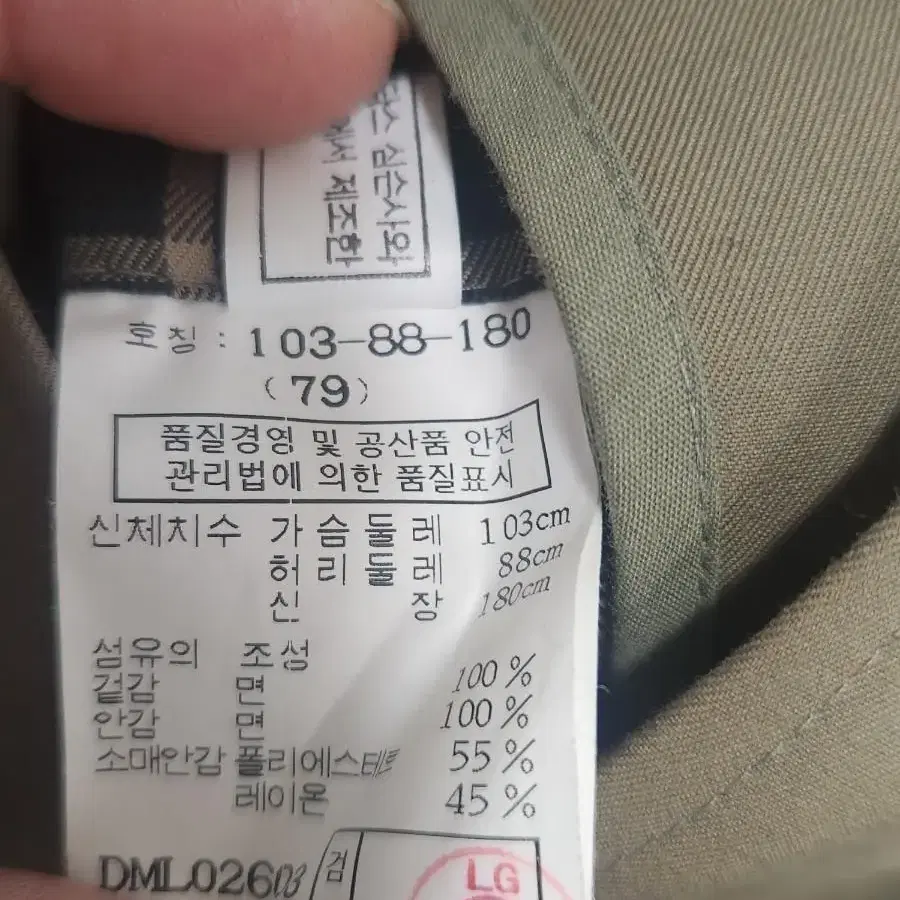 심손사와
에서 제조한
호칭 : 103-88-180
(79)
품질경영 및 공산품 안전
관리법에 의한 품질표시
신체치수 가슴둘레 103cm
허리둘레 88cm
신 장 180cm
섬유의 조성
겉감 면 100 %
안감 면 100 %
소매안감 폴리에스테트 55 %
레이온 45 %
DML02603
검
LG